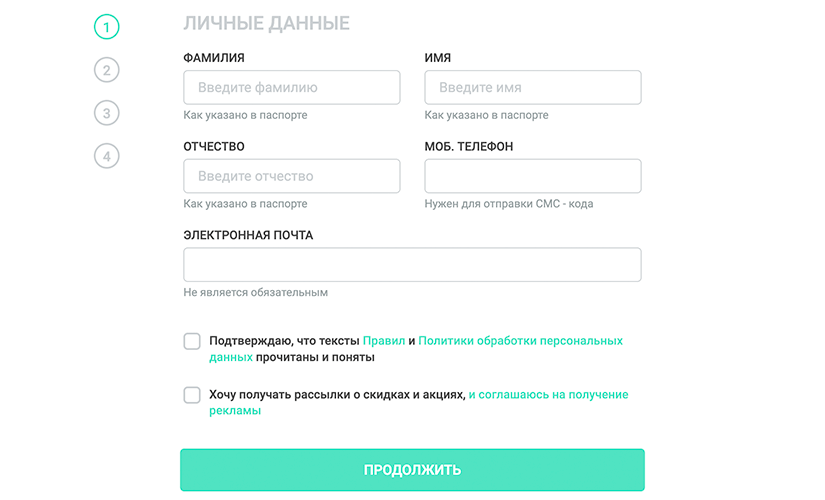 1
ЛИЧНЫЕ ДАННЫЕ
2
3
4
ФАМИЛИЯ
ИМЯ
Введите фамилию
Введите имя
Как указано в паспорте
Как указано в паспорте
ОТЧЕСТВО
МОБ. ТЕЛЕФОН
Введите отчество
Как указано в паспорте
Нужен для отправки СМС - кода
ЭЛЕКТРОННАЯ ПОЧТА
Не является обязательным
Подтверждаю, что тексты Правил и Политики обработки персональных
данных прочитаны и поняты
Хочу получать рассылки о скидках и акциях, и соглашаюсь на получение
рекламы
ПРОДОЛЖИТЬ